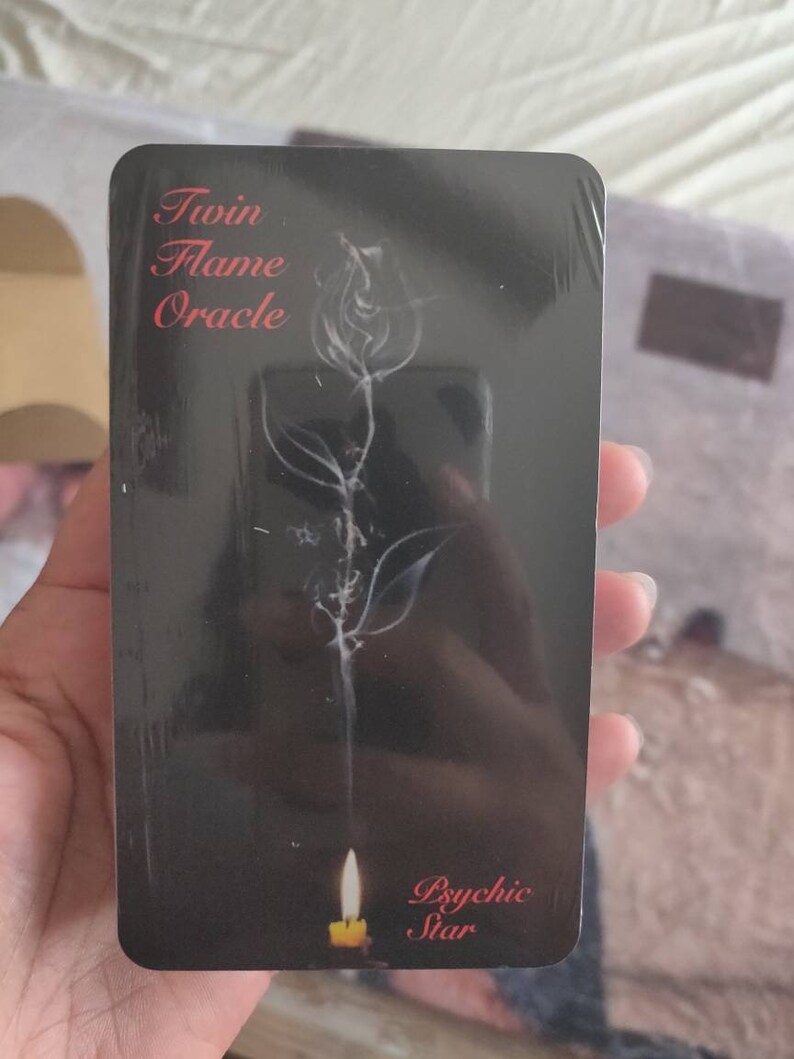 Twin
Flame
Oracle
Psychic
Star